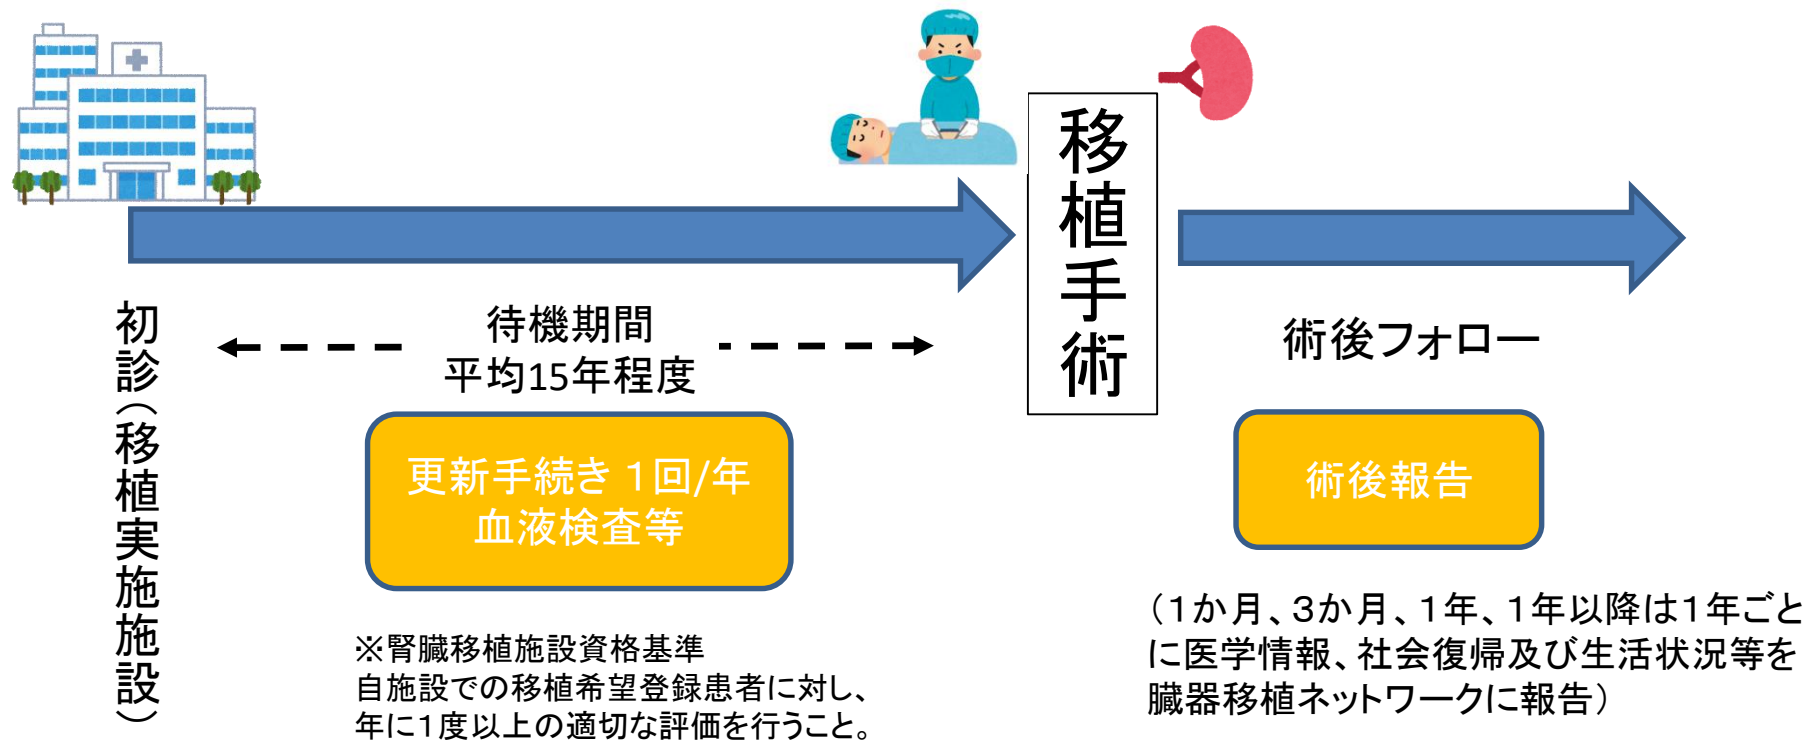 初診（移植実施施設）
待機期間
平均15年程度
更新手続き １回/年
血液検査等
※腎臓移植施設資格基準
自施設での移植希望登録患者に対し、
年に１度以上の適切な評価を行うこと。
移植手術
術後フォロー
術後報告
（１か月、３か月、１年、１年以降は１年ごと
に医学情報、社会復帰及び生活状況等を
臓器移植ネットワークに報告）